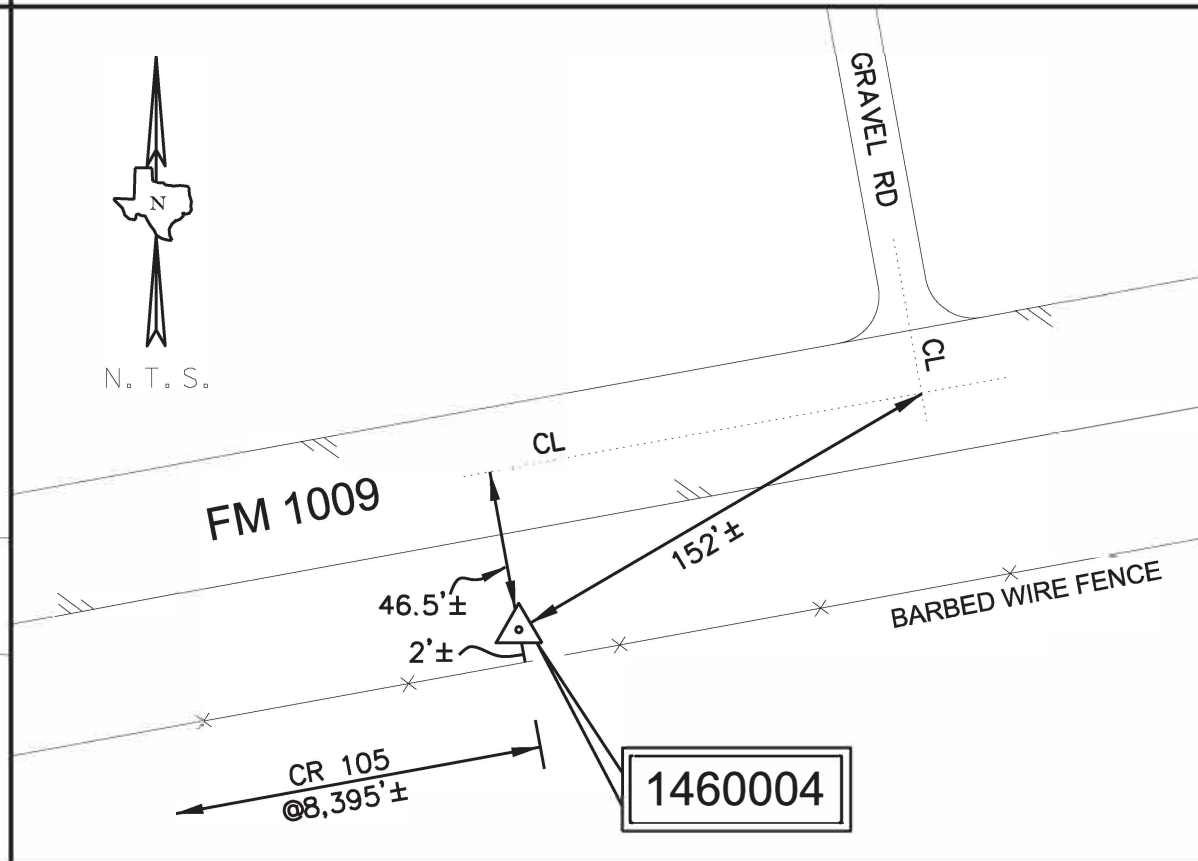 GRAVEL RD
N
N.T.S.
CL
CL
FM 1009
152'±
46.5'±
BARBED WIRE FENCE
2'±
CR 105
@8,395'±
1460004